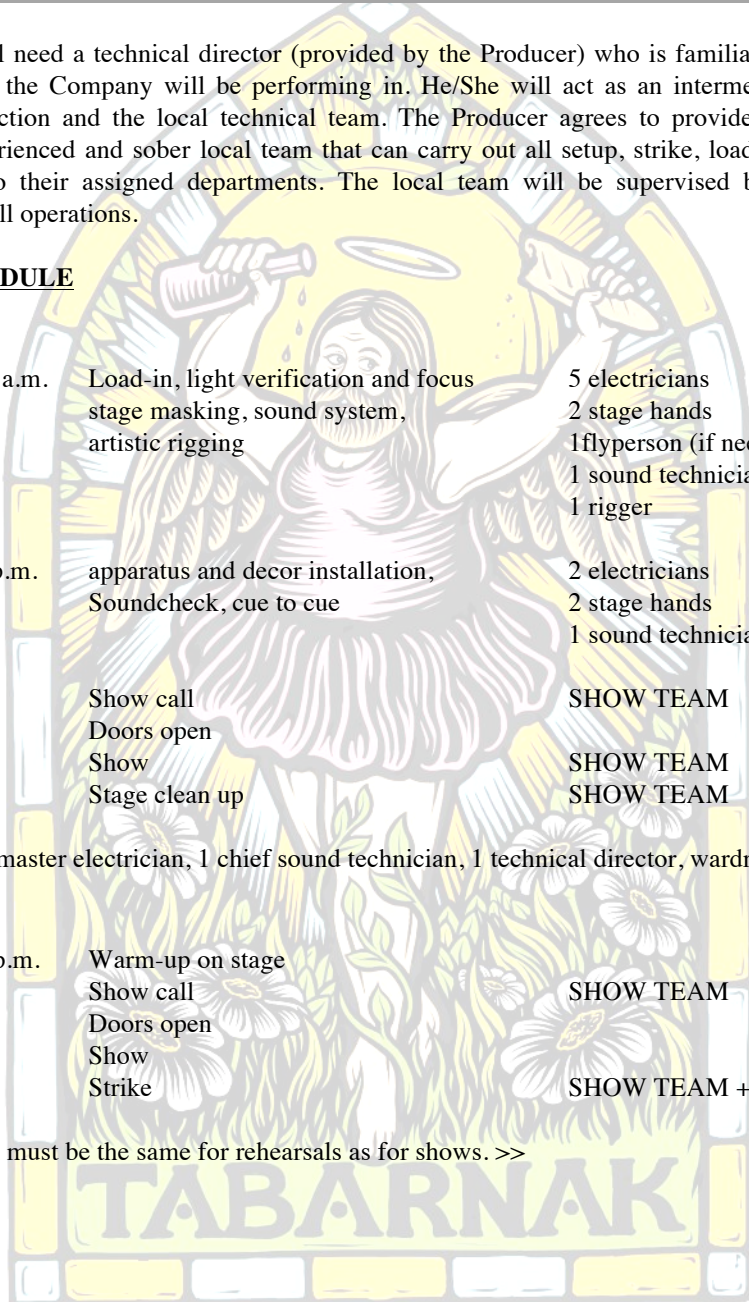 l need a technical director (provided by the Producer) who is familia
the Company will be performing in. He/She will act as an interme
ction and the local technical team. The Producer agrees to provide
rienced and sober local team that can carry out all setup, strike, load
o their assigned departments. The local team will be supervised b
ll operations.
DULE
a.m. Load-in, light verification and focus 5 electricians
stage masking, sound system, 2 stage hands
artistic rigging 1flyperson (if nec
1 sound technicia
1 rigger
p.m. apparatus and decor installation, 2 electricians
Soundcheck, cue to cue 2 stage hands
1 sound technicia
Show call SHOW TEAM
Doors open
Show SHOW TEAM
Stage clean up SHOW TEAM
master electrician, 1 chief sound technician, 1 technical director, wardr
p.m. Warm-up on stage
Show call SHOW TEAM
Doors open
Show
Strike SHOW TEAM +
must be the same for rehearsals as for shows. >>
TABARNAK